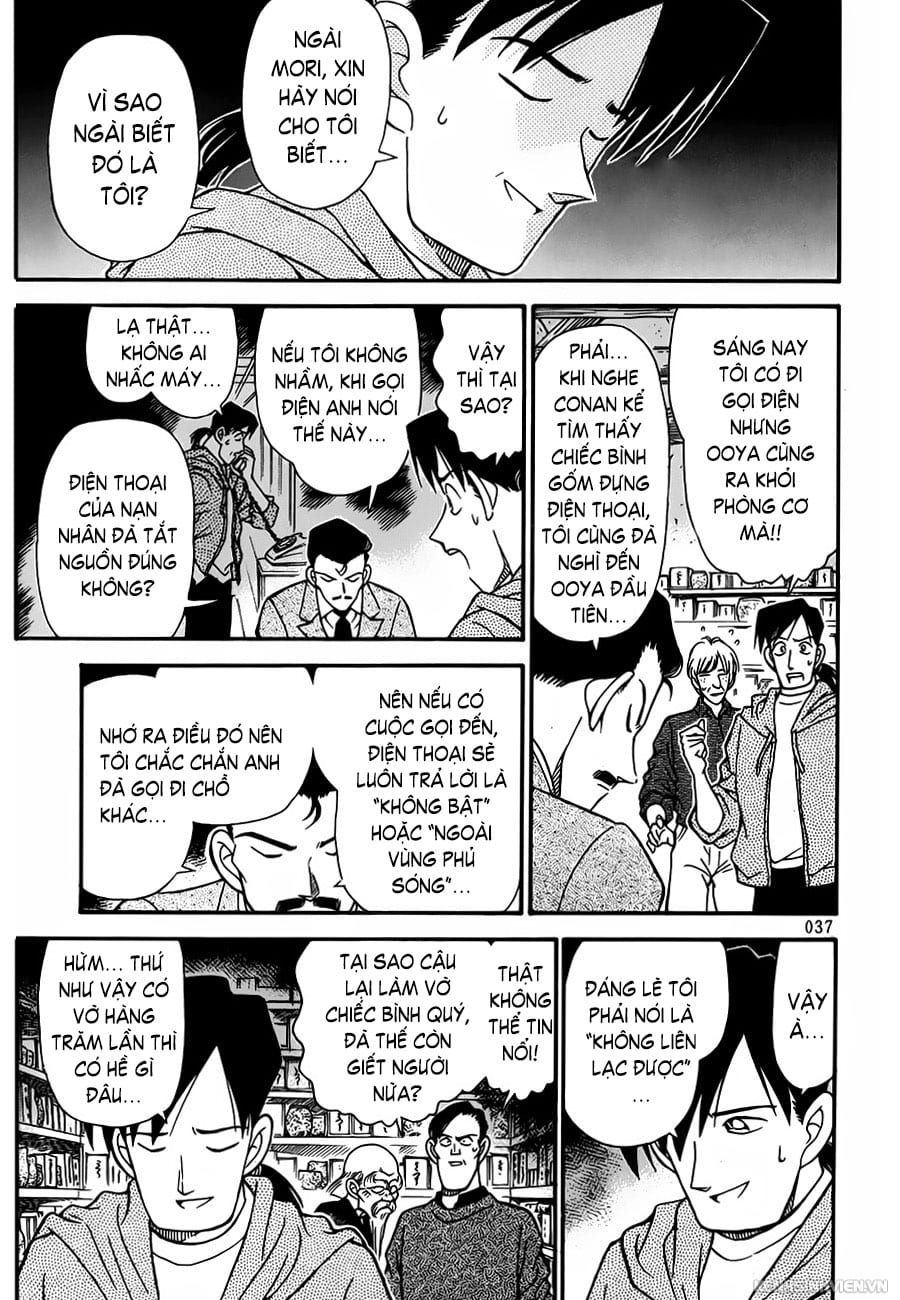 NGÀI
MORI, XIN
HÃY NÓI
CHO TÔI
BIẾT...
VÌ SAO
NGÀI BIẾT
ĐÓ LÀ
TÔI?
SÁNG NAY
TÔI CÓ ĐI
GỌI ĐIỆN
NHƯNG
OOYA CŨNG
RA KHỎI
PHÒNG CƠ
MÀ!!
PHẢI...
KHI NGHE
CONAN KỂ
TÌM THẤY
CHIẾC BÌNH
GỐM ĐỰNG
ĐIỆN THOẠI,
TÔI CŨNG ĐÃ
NGHĨ ĐẾN
OOYA ĐẦU
TIÊN...
VẬY
THÌ TẠI
SAO?
NẾU TÔI KHÔNG
NHẦM, KHI GỌI
ĐIỆN ANH NÓI
THẾ NÀY...
LẠ THẬT...
KHÔNG AI
NHẤC MÁY...
ĐIỆN THOẠI
CỦA NẠN
NHÂN ĐÃ TẮT
NGUỒN ĐÚNG
KHÔNG?
NÊN NẾU CÓ
CUỘC GỌI ĐẾN,
ĐIỆN THOẠI SẼ
LUÔN TRẢ LỜI LÀ
"KHÔNG BẬT"
HOẶC "NGOÀI
VÙNG PHỦ
SÓNG"...
NHỚ RA ĐIỀU ĐÓ NÊN
TÔI CHẮC CHẮN ANH
ĐÃ GỌI ĐI CHỖ
KHÁC...
037
VẬY
À...
ĐÁNG LẼ TÔI
PHẢI NÓI LÀ
"KHÔNG LIÊN
LẠC ĐƯỢC"
...
THẬT
KHÔNG
THỂ TIN
NỔI!
TẠI SAO CẬU
LẠI LÀM VỠ
CHIẾC BÌNH QUÝ,
ĐÃ THẾ CÒN
GIẾT NGƯỜI
NỮA?
HỪM... THỨ
NHƯ VẬY CÓ
VỠ HÀNG
TRĂM LẦN THÌ
CÓ HỀ GÌ
ĐÂU...